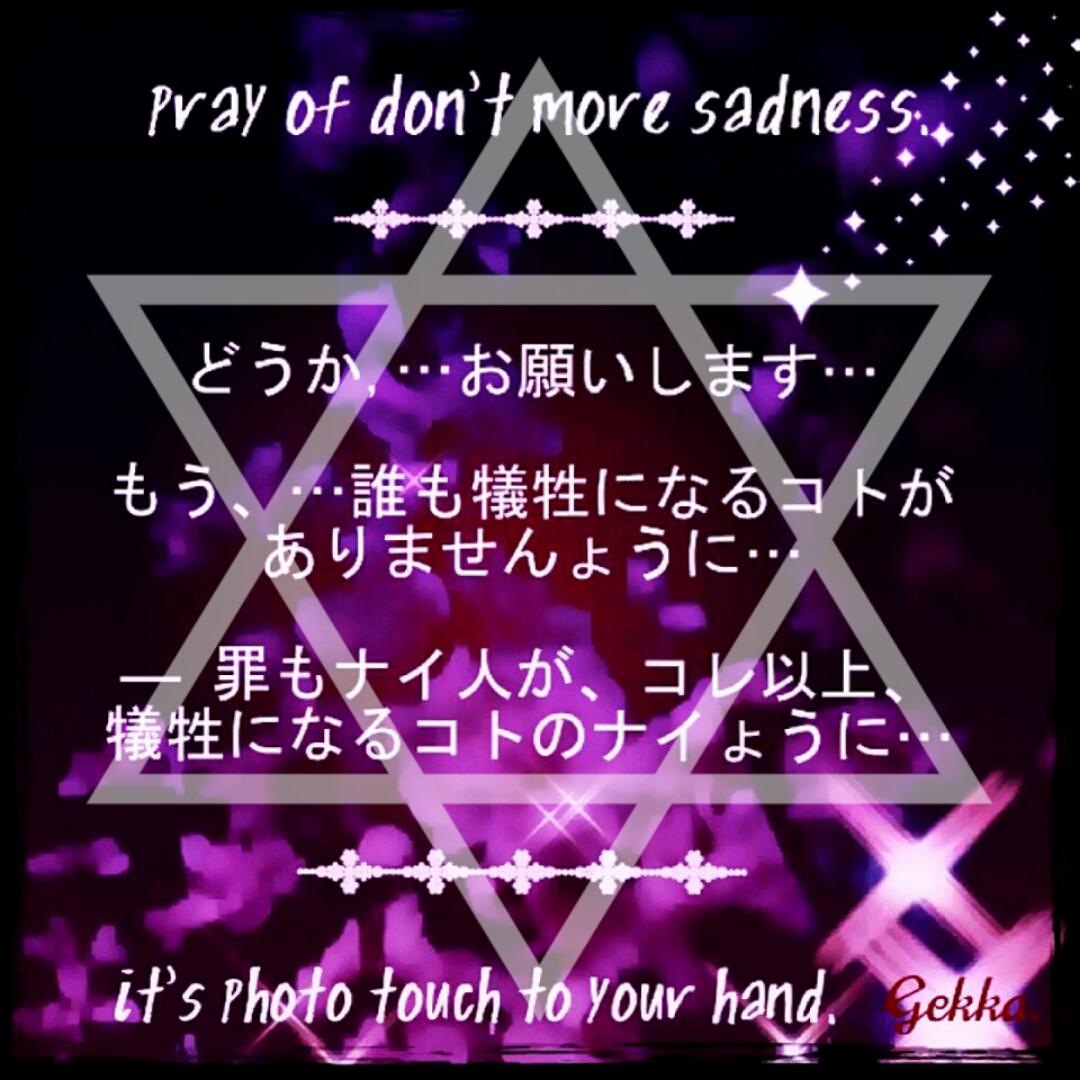 pray of don't more sadness.
どうか,…お願いします…
もう、…誰も犠牲になるコトが
ありませんょうに…
― 罪もナイ人が、コレ以上、
犠牲になるコトのナイょうに…
it's photo touch to your hand.
Gekka.